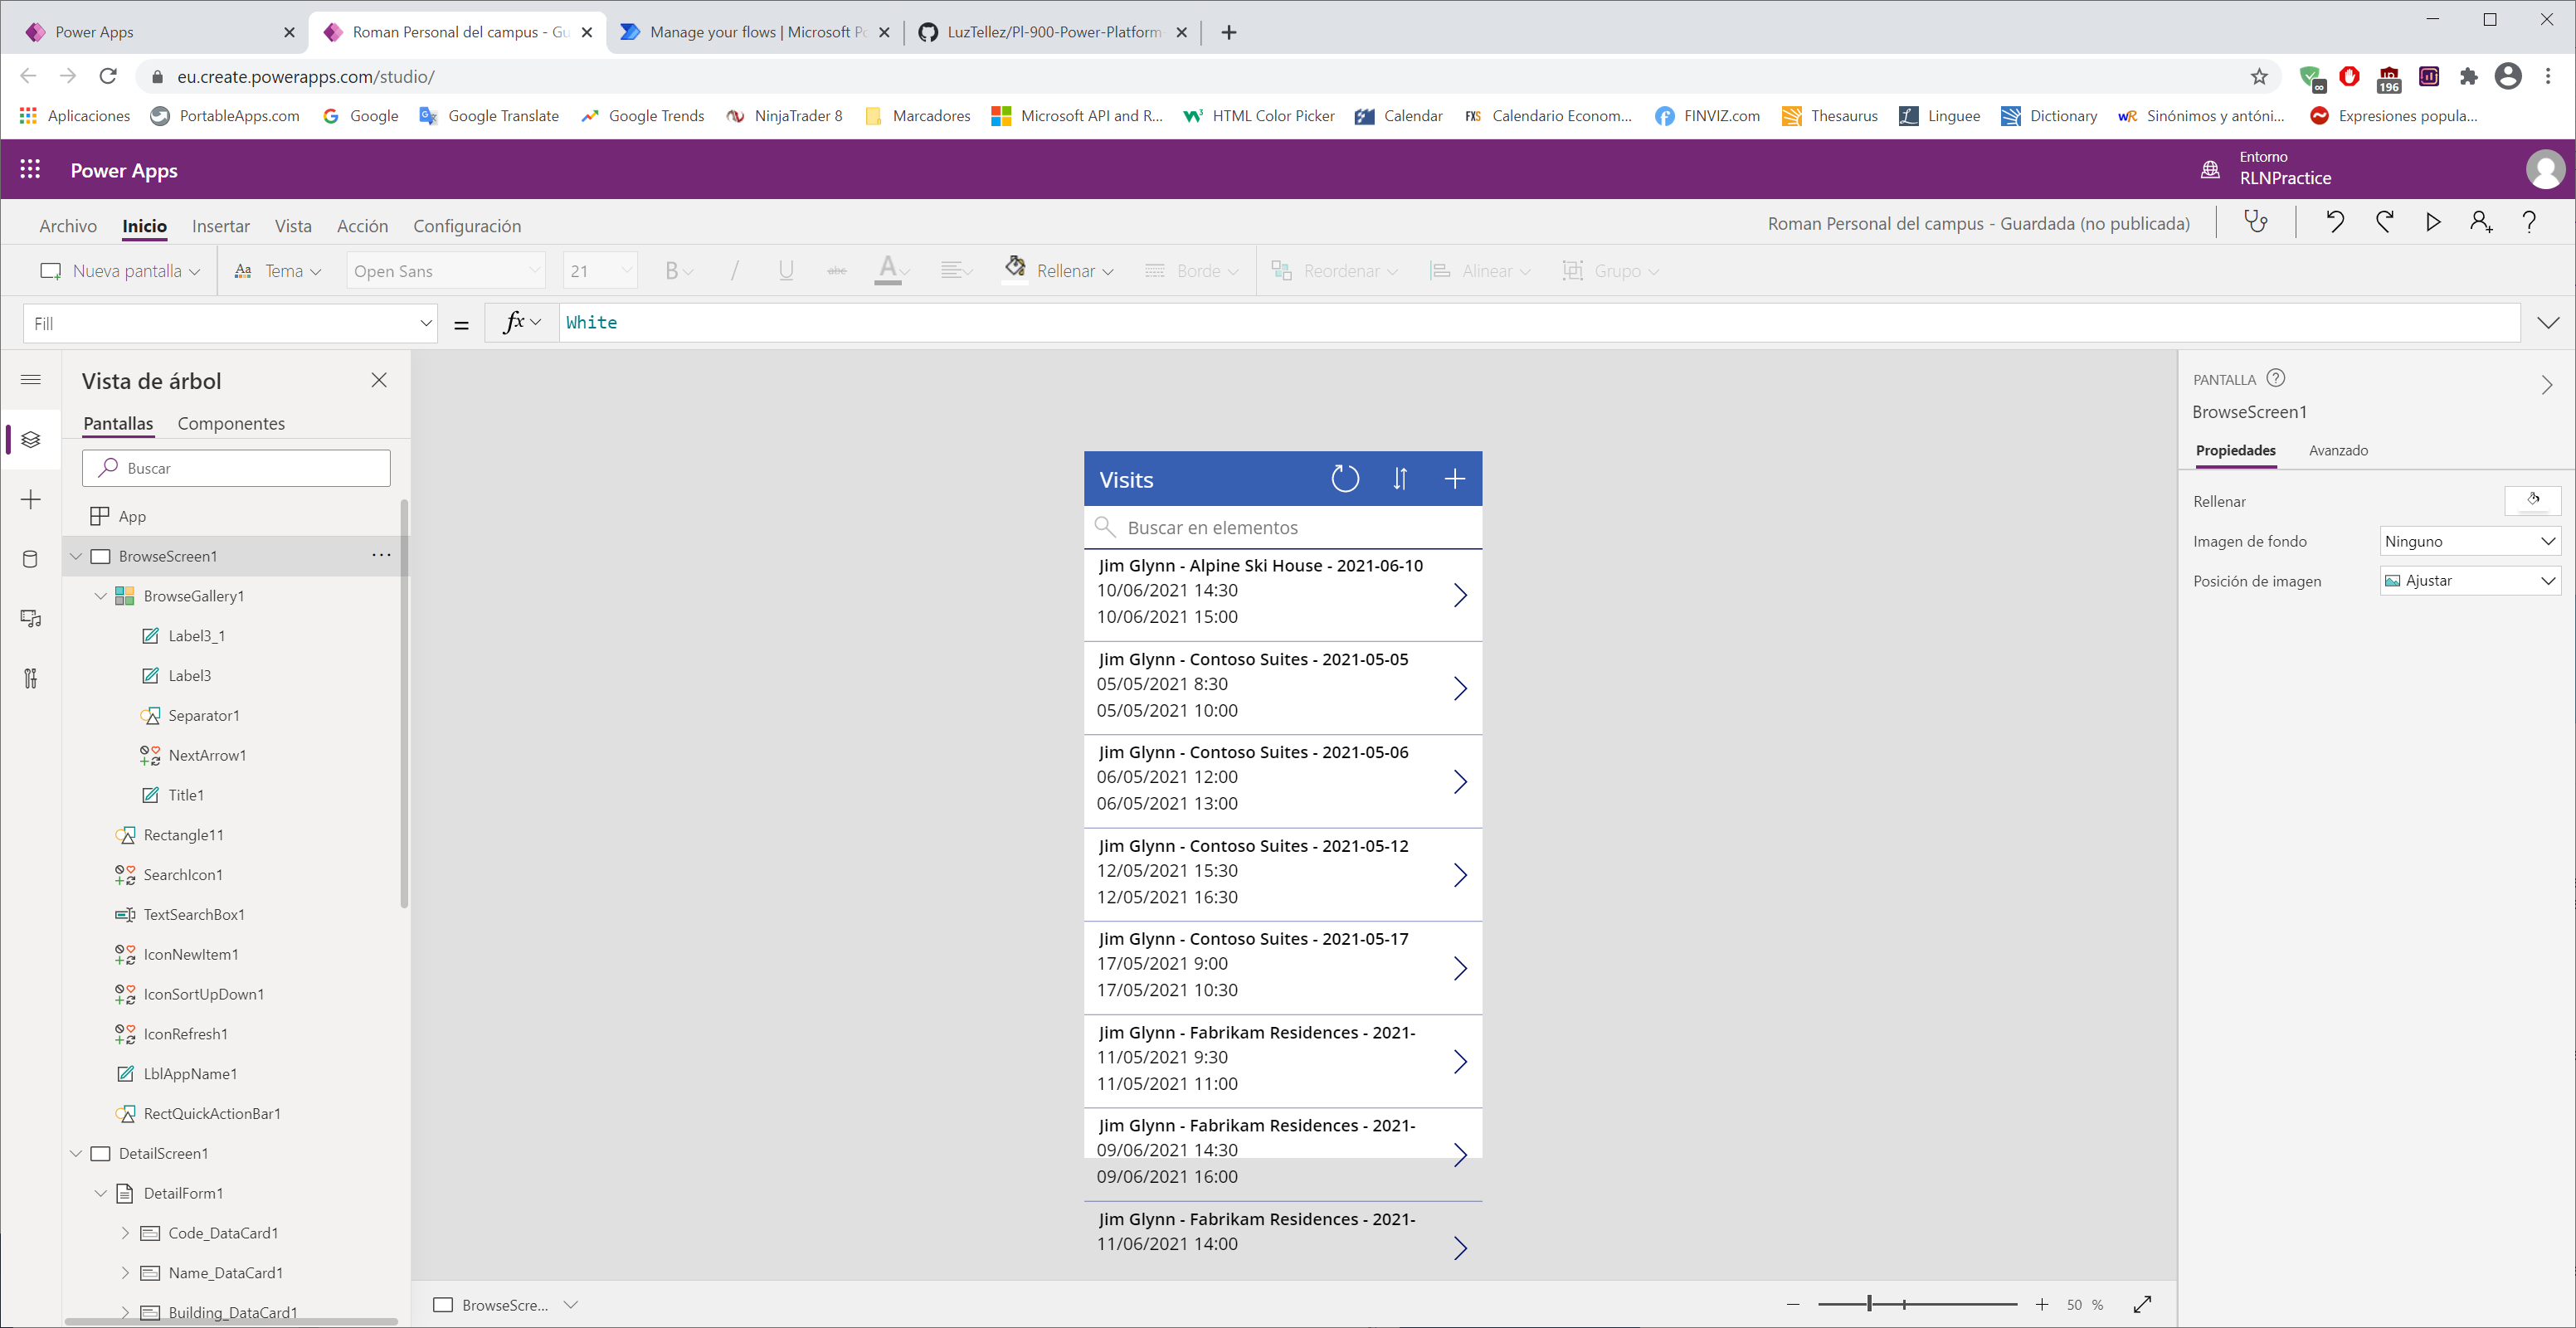 Power Apps
Roman Personal del campus - Gu
Manage your flows | Microsoft Po
LuzTellez/Pl-900-Power-Platform-
eu.create.powerapps.com/studio/
196
Aplicaciones
PortableApps.com
Google
Google Translate
Google Trends
NinjaTrader 8
Marcadores
Microsoft API and R...
HTML Color Picker
Calendar
FXS
Calendario Econom...
FINVIZ.com
Thesaurus
Linguee
Dictionary
Sinónimos y antóni...
Expresiones popula...
Power Apps
Entorno
RLNPractice
Archivo
Inicio
Insertar
Vista
Acción
Configuración
Roman Personal del campus - Guardada (no publicada)
Nueva pantalla
Tema
Open Sans
21
B
/
U
abc
A
Rellenar
Borde
Reordenar
Alinear
Grupo
Fill
=
fx
White
Vista de árbol
Pantallas
Componentes
Buscar
App
BrowseScreen1
BrowseGallery1
Label3_1
Label3
Separator1
NextArrow1
Title1
Rectangle11
SearchIcon1
TextSearchBox1
IconNewItem1
IconSortUpDown1
IconRefresh1
LblAppName1
RectQuickActionBar1
DetailScreen1
DetailForm1
Code_DataCard1
Name_DataCard1
Building_DataCard1
Visits
Buscar en elementos
Jim Glynn - Alpine Ski House - 2021-06-10
10/06/2021 14:30
10/06/2021 15:00
Jim Glynn - Contoso Suites - 2021-05-05
05/05/2021 8:30
05/05/2021 10:00
Jim Glynn - Contoso Suites - 2021-05-06
06/05/2021 12:00
06/05/2021 13:00
Jim Glynn - Contoso Suites - 2021-05-12
12/05/2021 15:30
12/05/2021 16:30
Jim Glynn - Contoso Suites - 2021-05-17
17/05/2021 9:00
17/05/2021 10:30
Jim Glynn - Fabrikam Residences - 2021-
11/05/2021 9:30
11/05/2021 11:00
Jim Glynn - Fabrikam Residences - 2021-
09/06/2021 14:30
09/06/2021 16:00
Jim Glynn - Fabrikam Residences - 2021-
11/06/2021 14:00
BrowseScre...
50 %
PANTALLA
BrowseScreen1
Propiedades
Avanzado
Rellenar
Imagen de fondo
Ninguno
Posición de imagen
Ajustar